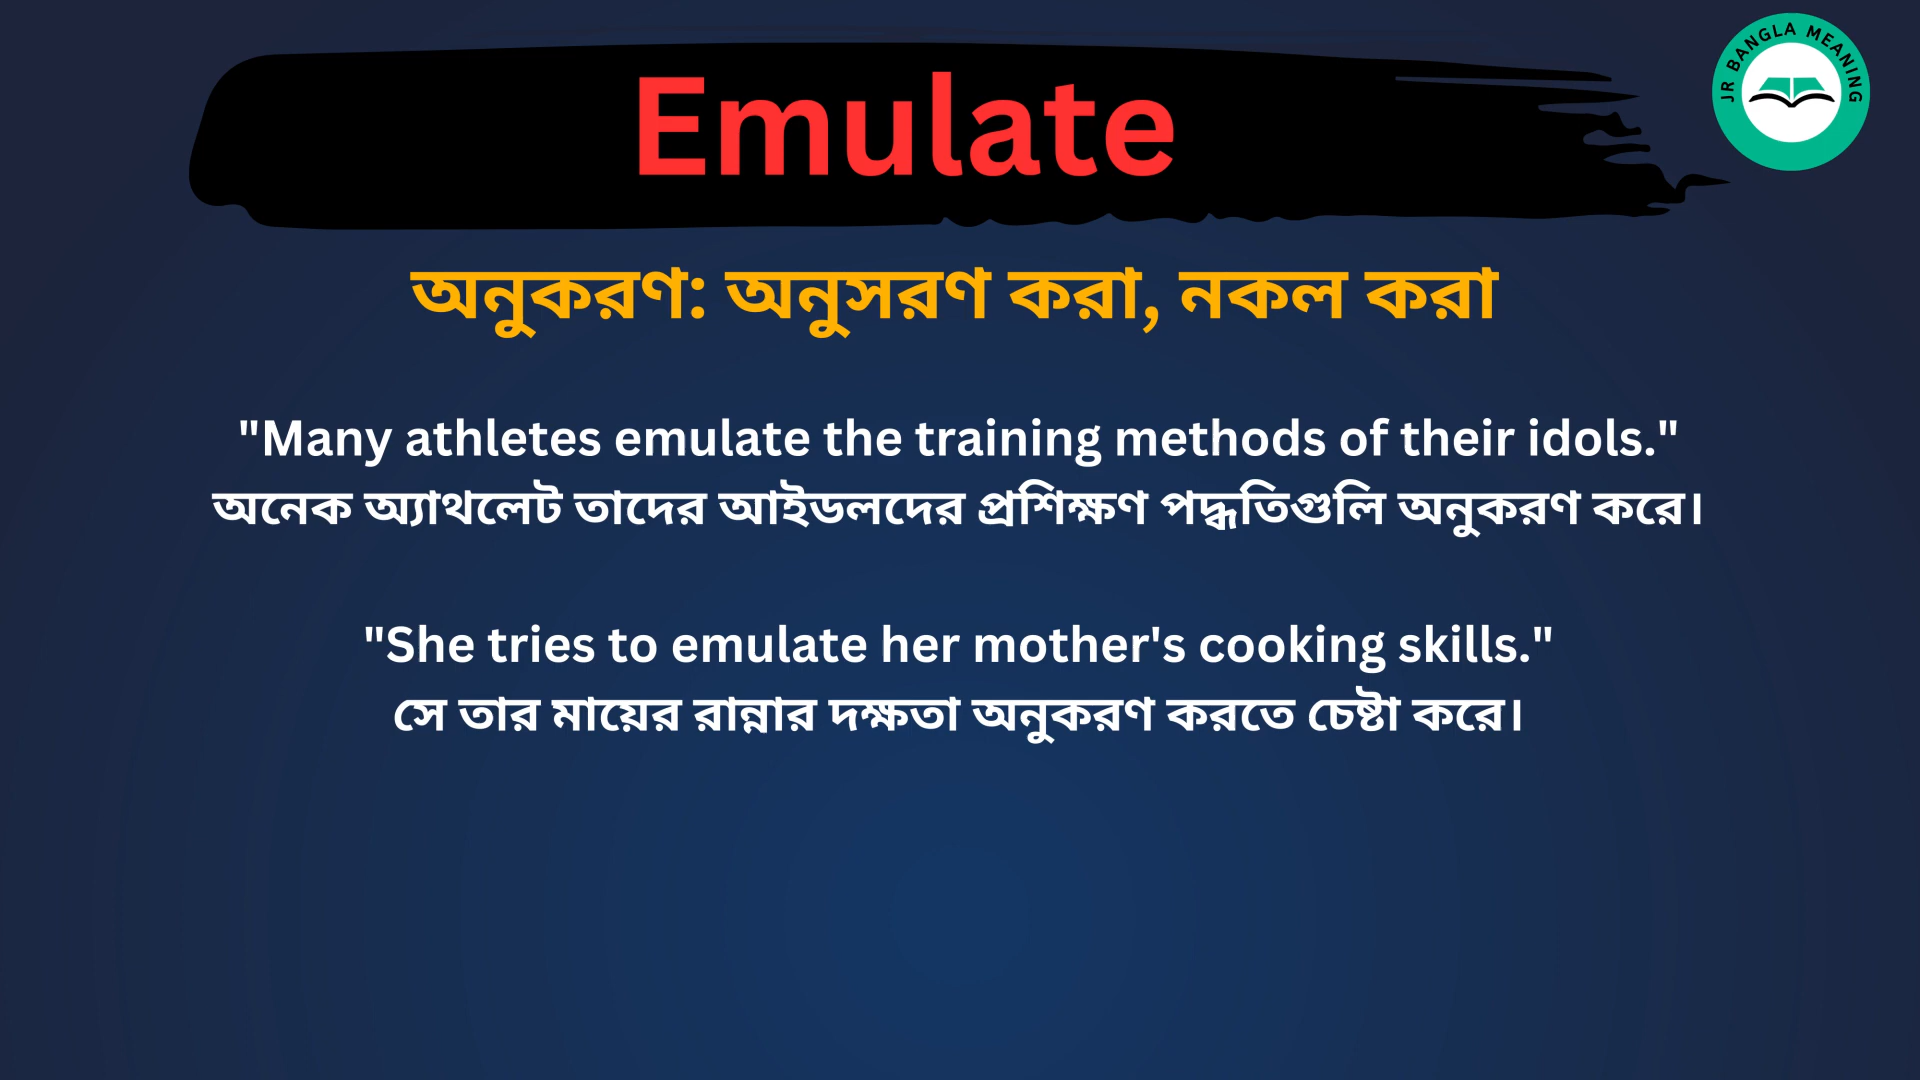 JR BANGLA MEANING
Emulate
অনুকরণ: অনুসরণ করা, নকল করা
"Many athletes emulate the training methods of their idols."
অনেক অ্যাথলেট তাদের আইডলদের প্রশিক্ষণ পদ্ধতিগুলি অনুকরণ করে।
"She tries to emulate her mother's cooking skills."
সে তার মায়ের রান্নার দক্ষতা অনুকরণ করতে চেষ্টা করে।